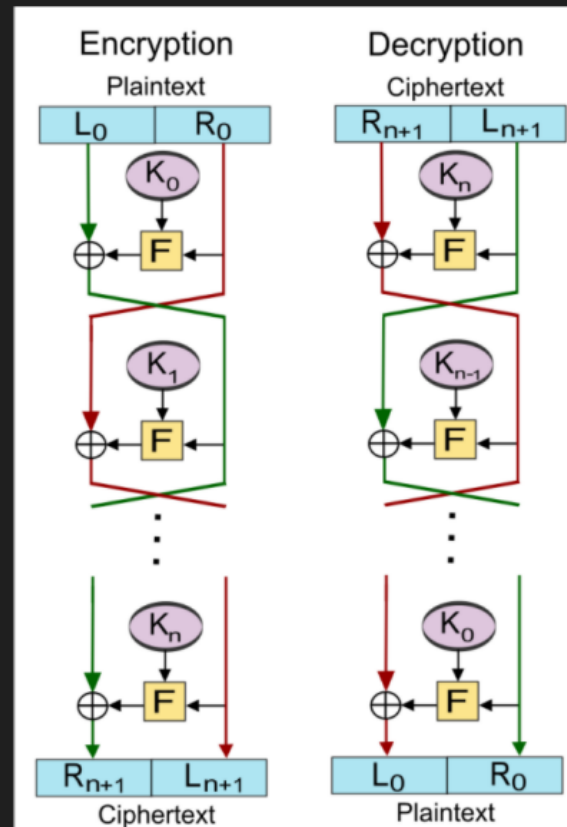 Encryption
Plaintext
L₀ R₀
K₀
F
K₁
F
Kₙ
F
Rₙ₊₁ Lₙ₊₁
Ciphertext
Decryption
Ciphertext
Rₙ₊₁ Lₙ₊₁
Kₙ
F
Kₙ₋₁
F
K₀
F
L₀ R₀
Plaintext